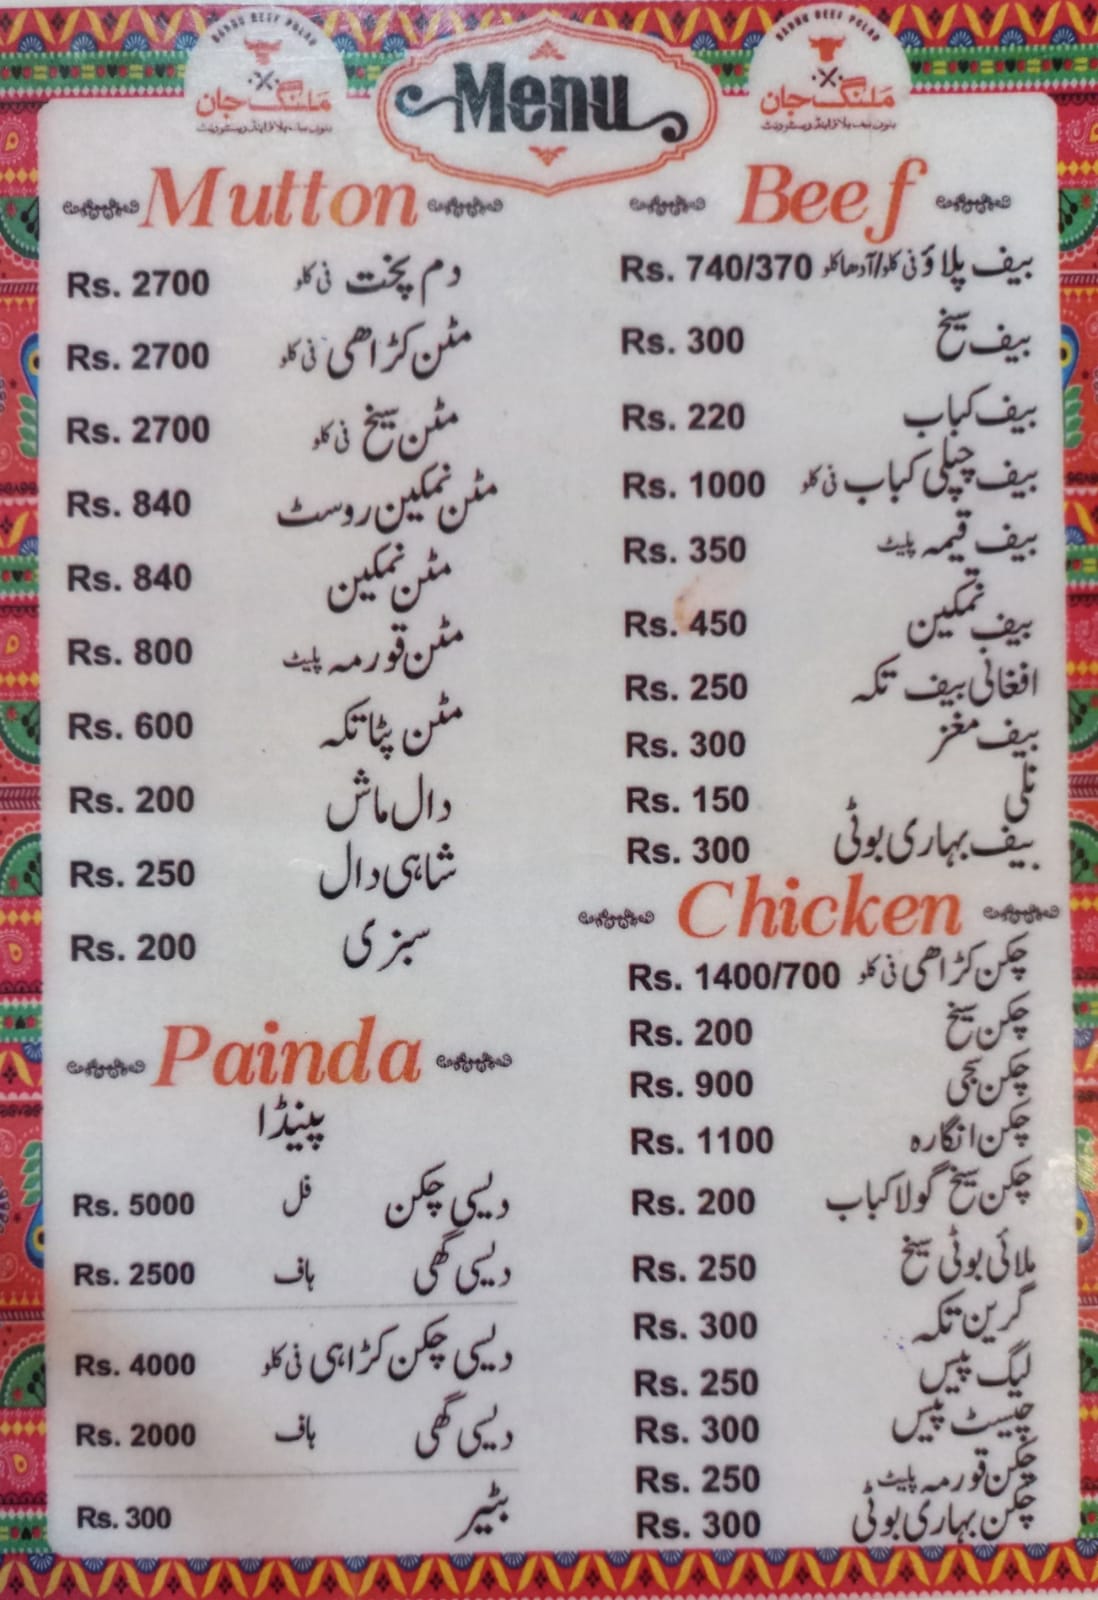 BANNU BEEF POLAO
ملنگ جان
بنوں بیف پلاؤ اینڈ ریسٹورنٹ
Menu
BANNU BEEF POLAO
ملنگ جان
بنوں بیف پلاؤ اینڈ ریسٹورنٹ
Mutton
دم پخت فی کلو Rs. 2700
مٹن کڑاھی فی کلو Rs. 2700
مٹن سیخ فی کلو Rs. 2700
مٹن نمکین روسٹ Rs. 840
مٹن نمکین Rs. 840
مٹن قورمہ پلیٹ Rs. 800
مٹن پٹا تکہ Rs. 600
دال ماش Rs. 200
شاہی دال Rs. 250
سبزی Rs. 200
Painda
پینڈا
دیسی چکن فل Rs. 5000
دیسی گھی ہاف Rs. 2500
دیسی چکن کڑاہی فی کلو Rs. 4000
دیسی گھی ہاف Rs. 2000
بٹیر Rs. 300
Beef
بیف پلاؤ فی کلو/آدھا کلو Rs. 740/370
بیف سیخ Rs. 300
بیف کباب Rs. 220
بیف چپلی کباب فی کلو Rs. 1000
بیف قیمہ پلیٹ Rs. 350
بیف نمکین Rs. 450
افغانی بیف تکہ Rs. 250
بیف مغز Rs. 300
نلی Rs. 150
بیف بہاری بوٹی Rs. 300
Chicken
چکن کڑاھی فی کلو Rs. 1400/700
چکن سیخ Rs. 200
چکن سجی Rs. 900
چکن انگارہ Rs. 1100
چکن سیخ گولا کباب Rs. 200
ملائی بوٹی سیخ Rs. 250
گرین تکہ Rs. 300
لیگ پیس Rs. 250
چیسٹ پیس Rs. 300
چکن قورمہ پلیٹ Rs. 250
چکن بہاری بوٹی Rs. 300